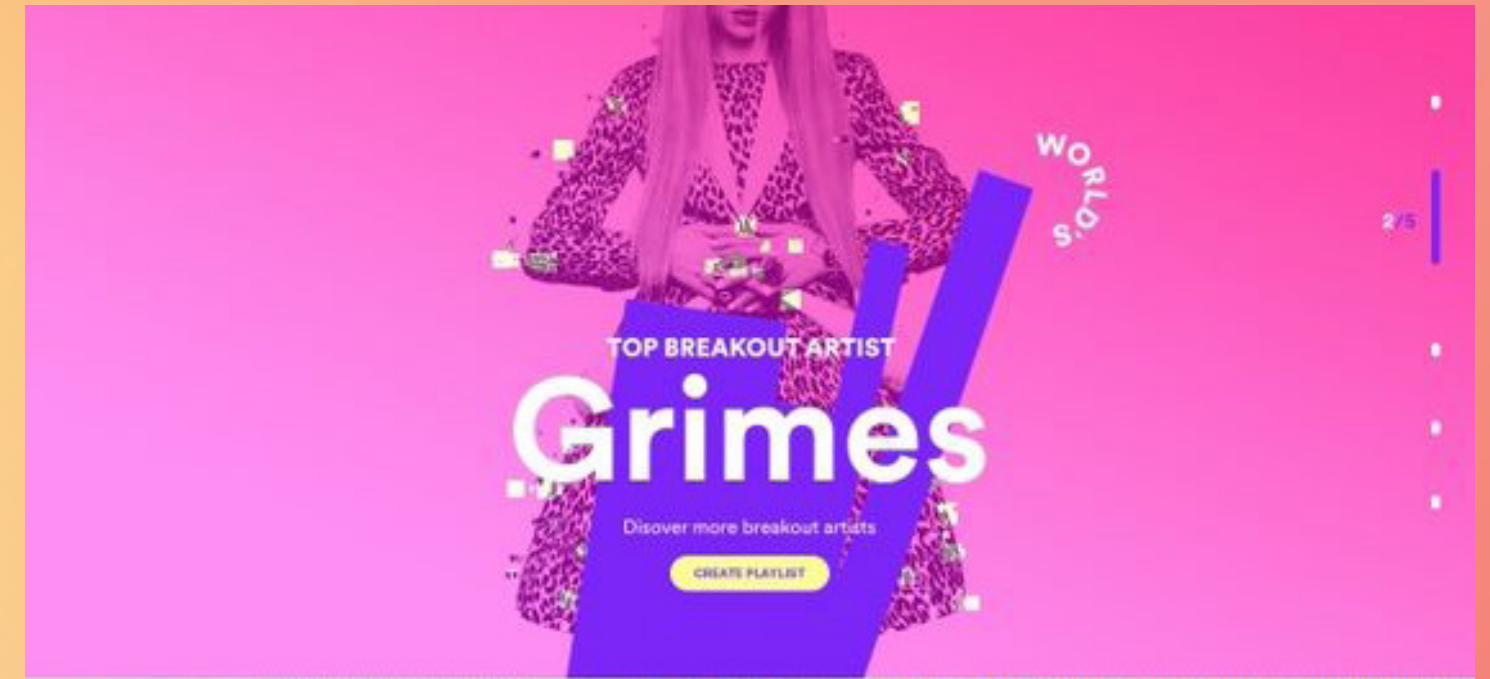 WORLD'S
2/5
TOP BREAKOUT ARTIST
Grimes
Disover more breakout artists
CREATE PLAYLIST